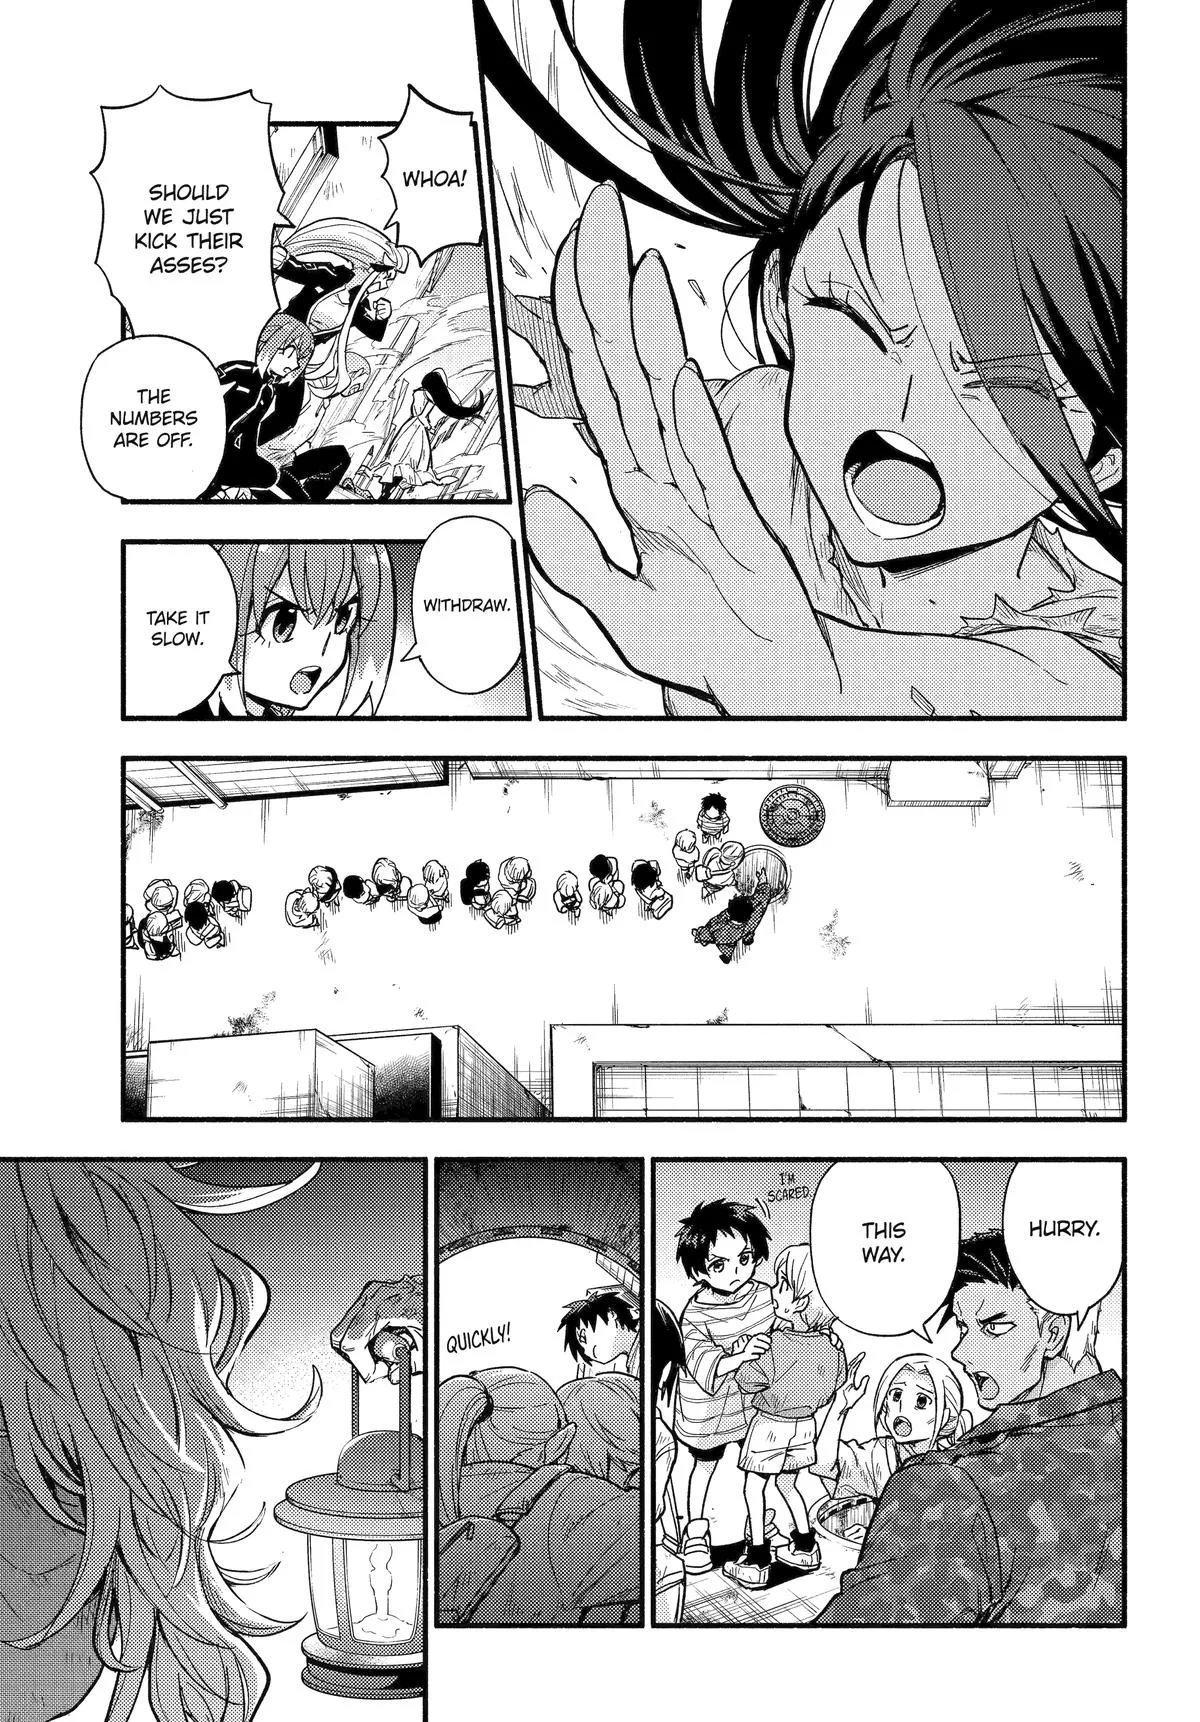 WHOA!
SHOULD
WE JUST
KICK THEIR
ASSES?
THE
NUMBERS
ARE OFF.
WITHDRAW.
TAKE IT
SLOW.
HURRY.
THIS
WAY.
I'M
SCARED.
QUICKLY!